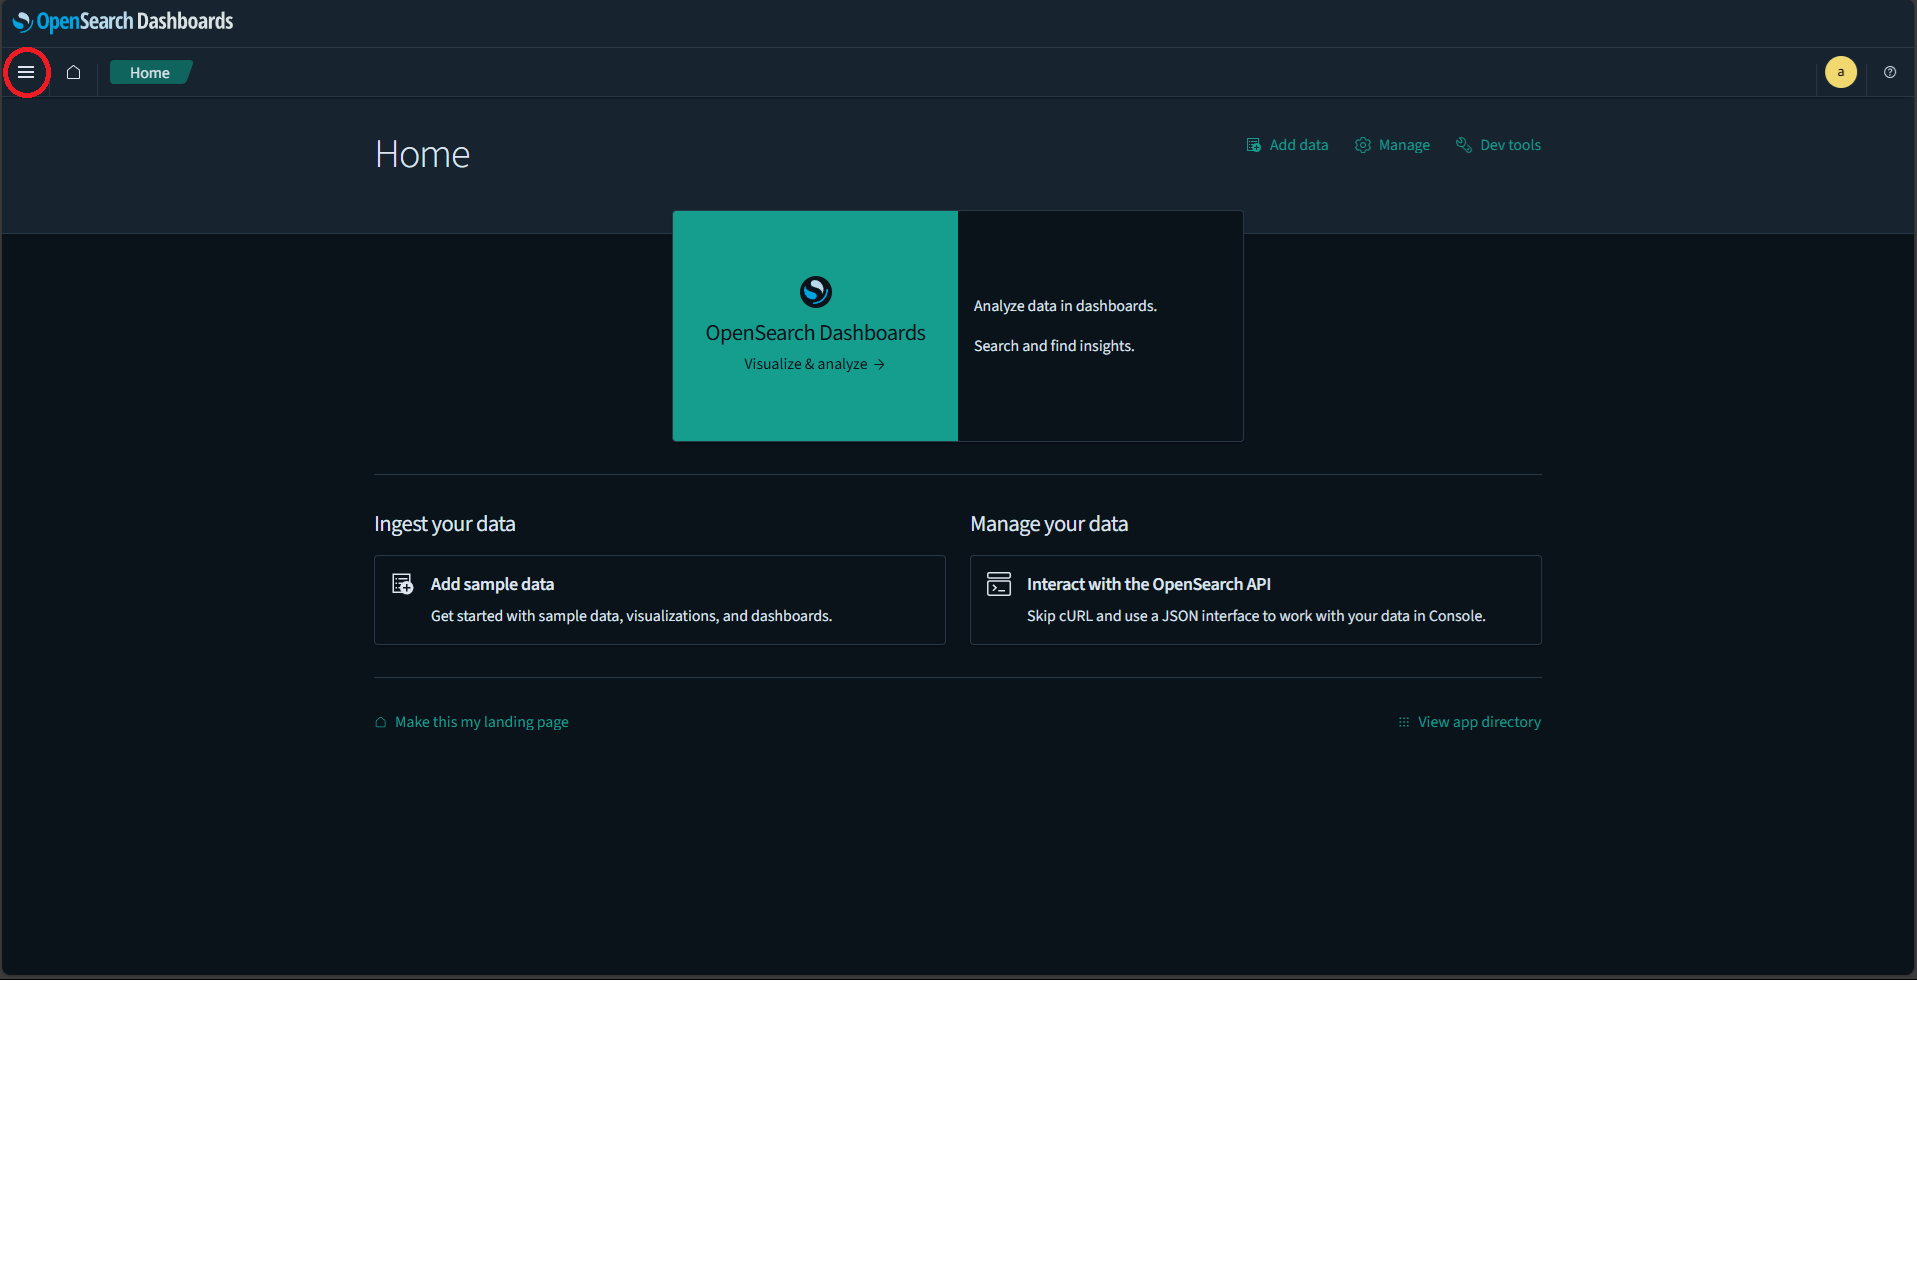 OpenSearch Dashboards
Home
a
Home
Add data
Manage
Dev tools
OpenSearch Dashboards
Visualize & analyze →
Analyze data in dashboards.
Search and find insights.
Ingest your data
Manage your data
Add sample data
Get started with sample data, visualizations, and dashboards.
Interact with the OpenSearch API
Skip cURL and use a JSON interface to work with your data in Console.
Make this my landing page
View app directory